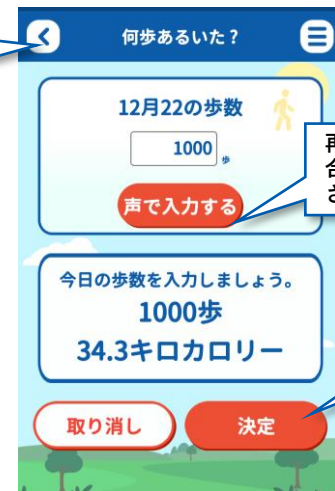 何歩あるいた？
12月22の歩数
1000 歩
声で入力する
今日の歩数を入力しましょう。
1000歩
34.3キロカロリー
取り消し
決定